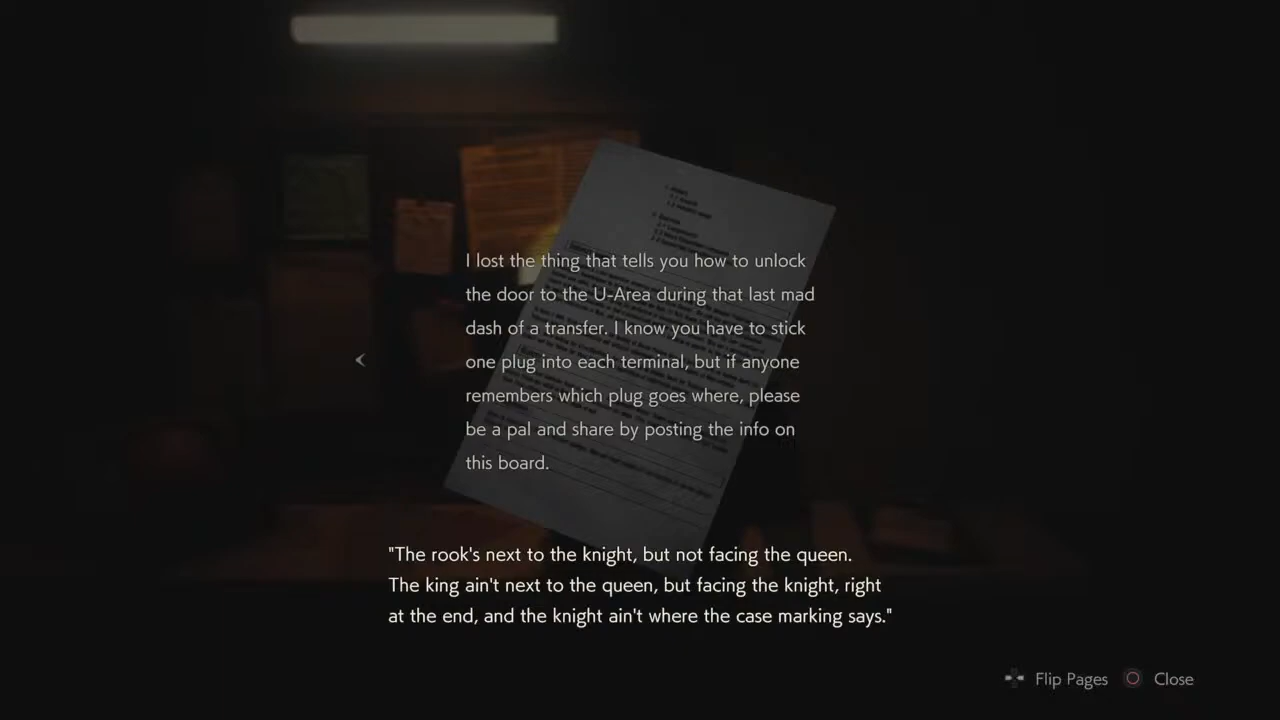 I lost the thing that tells you how to unlock
the door to the U-Area during that last mad
dash of a transfer. I know you have to stick
one plug into each terminal, but if anyone
remembers which plug goes where, please
be a pal and share by posting the info on
this board.
"The rook's next to the knight, but not facing the queen.
The king ain't next to the queen, but facing the knight, right
at the end, and the knight ain't where the case marking says."
Flip Pages
Close